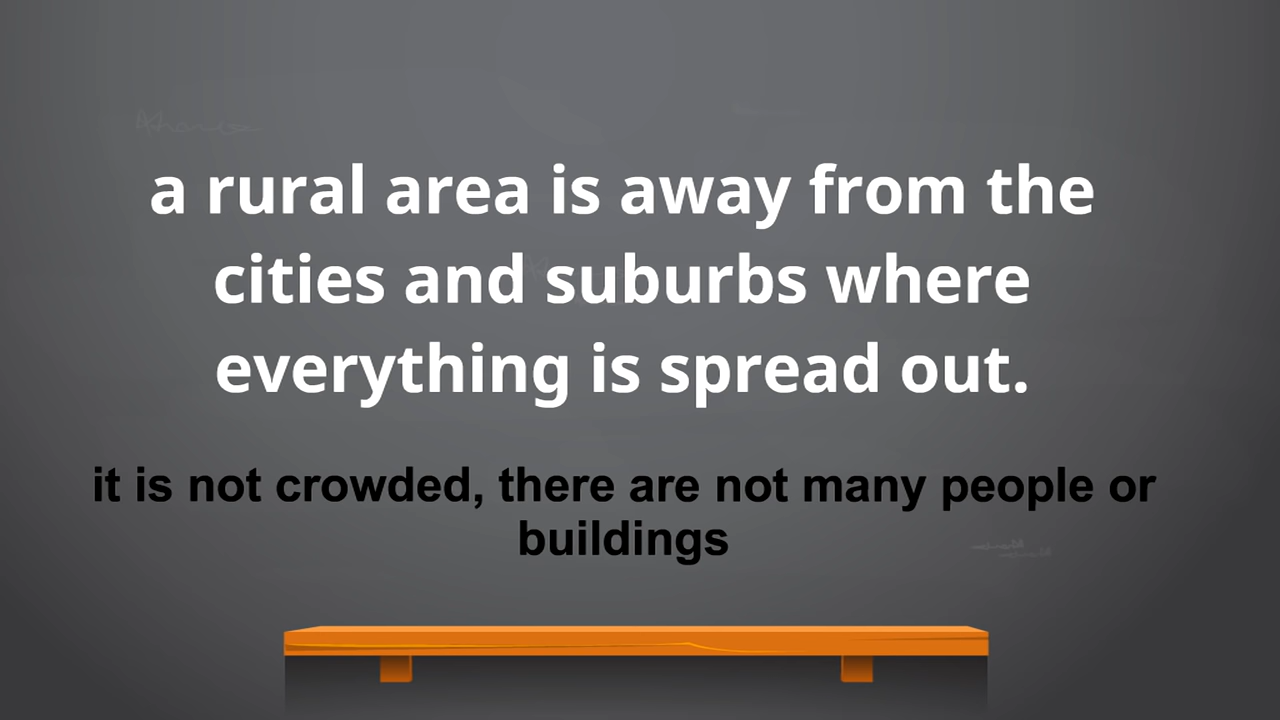 a rural area is away from the
cities and suburbs where
everything is spread out.
it is not crowded, there are not many people or
buildings